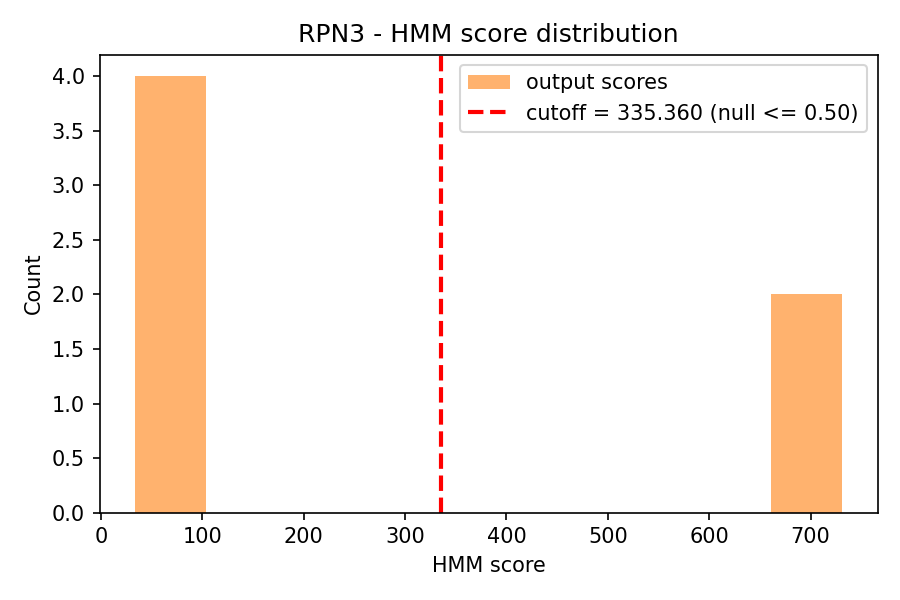 RPN3 - HMM score distribution
output scores
cutoff = 335.360 (null <= 0.50)
Count
4.0
3.5
3.0
2.5
2.0
1.5
1.0
0.5
0.0
0 100 200 300 400 500 600 700
HMM score